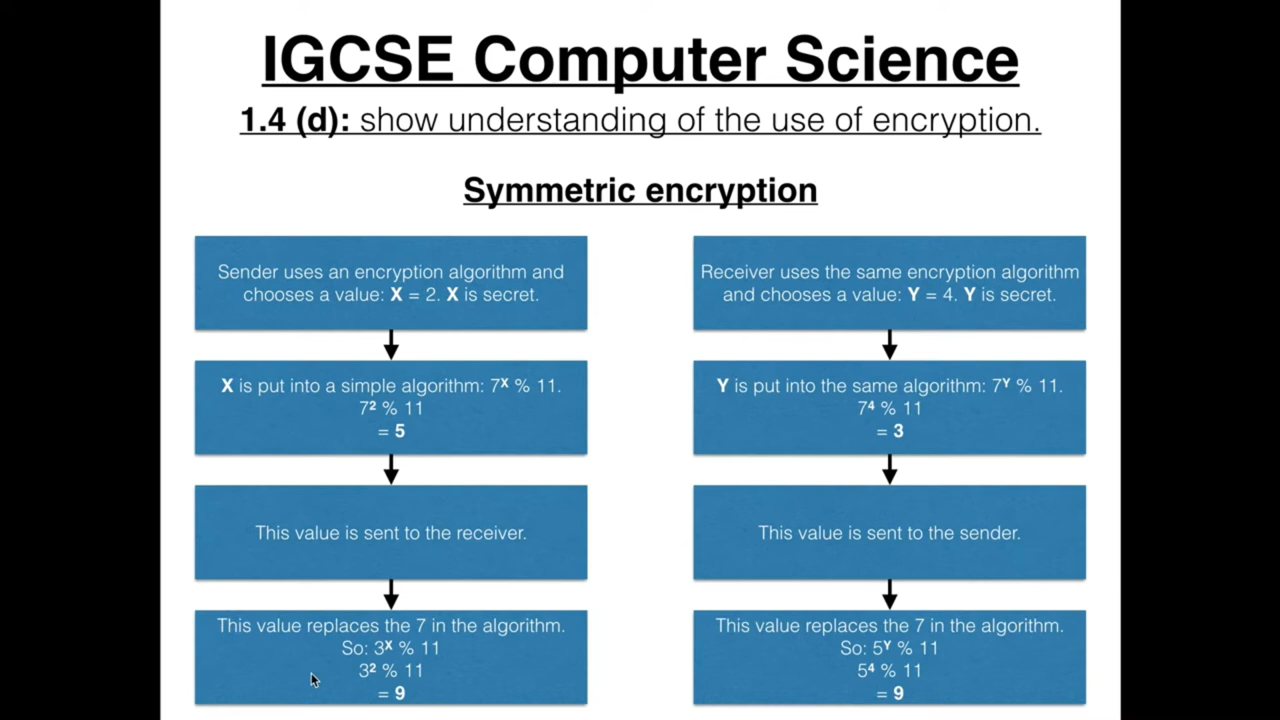 IGCSE Computer Science
1.4 (d): show understanding of the use of encryption.
Symmetric encryption
Sender uses an encryption algorithm and
chooses a value: X = 2. X is secret.
X is put into a simple algorithm: 7ˣ % 11.
7² % 11
= 5
This value is sent to the receiver.
This value replaces the 7 in the algorithm.
So: 3ˣ % 11
3² % 11
= 9
Receiver uses the same encryption algorithm
and chooses a value: Y = 4. Y is secret.
Y is put into the same algorithm: 7ʸ % 11.
7⁴ % 11
= 3
This value is sent to the sender.
This value replaces the 7 in the algorithm.
So: 5ʸ % 11
5⁴ % 11
= 9